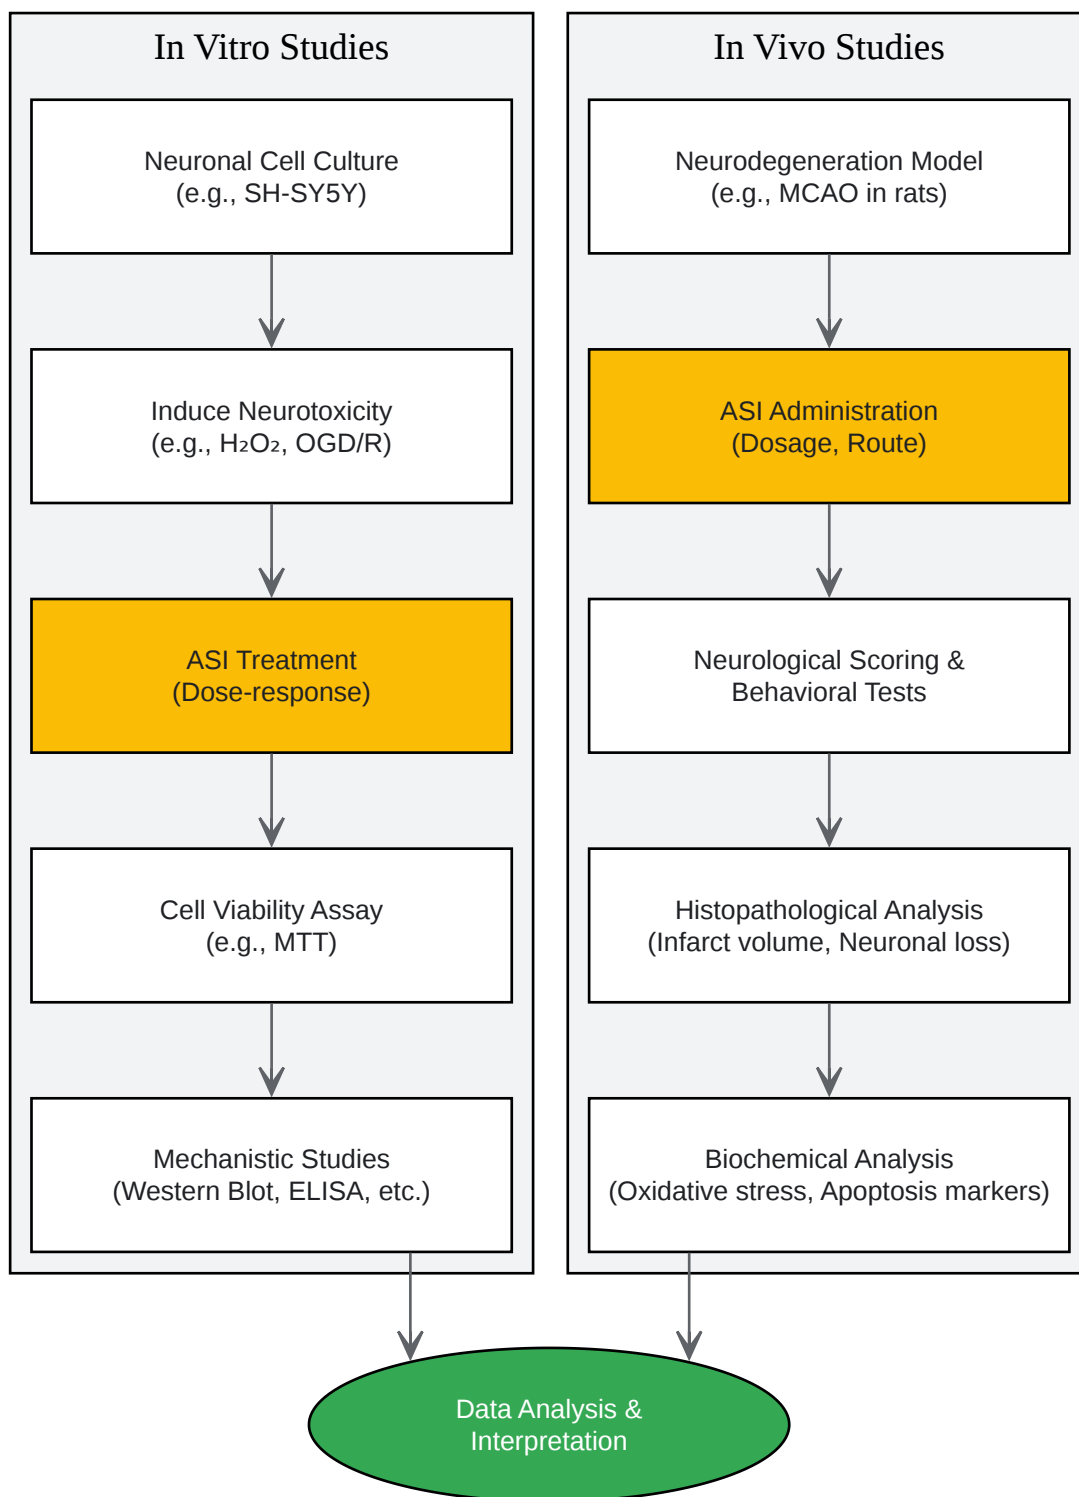 In Vitro Studies
Neuronal Cell Culture
(e.g., SH-SY5Y)
Induce Neurotoxicity
(e.g., H₂O₂, OGD/R)
ASI Treatment
(Dose-response)
Cell Viability Assay
(e.g., MTT)
Mechanistic Studies
(Western Blot, ELISA, etc.)
In Vivo Studies
Neurodegeneration Model
(e.g., MCAO in rats)
ASI Administration
(Dosage, Route)
Neurological Scoring &
Behavioral Tests
Histopathological Analysis
(Infarct volume, Neuronal loss)
Biochemical Analysis
(Oxidative stress, Apoptosis markers)
Data Analysis &
Interpretation